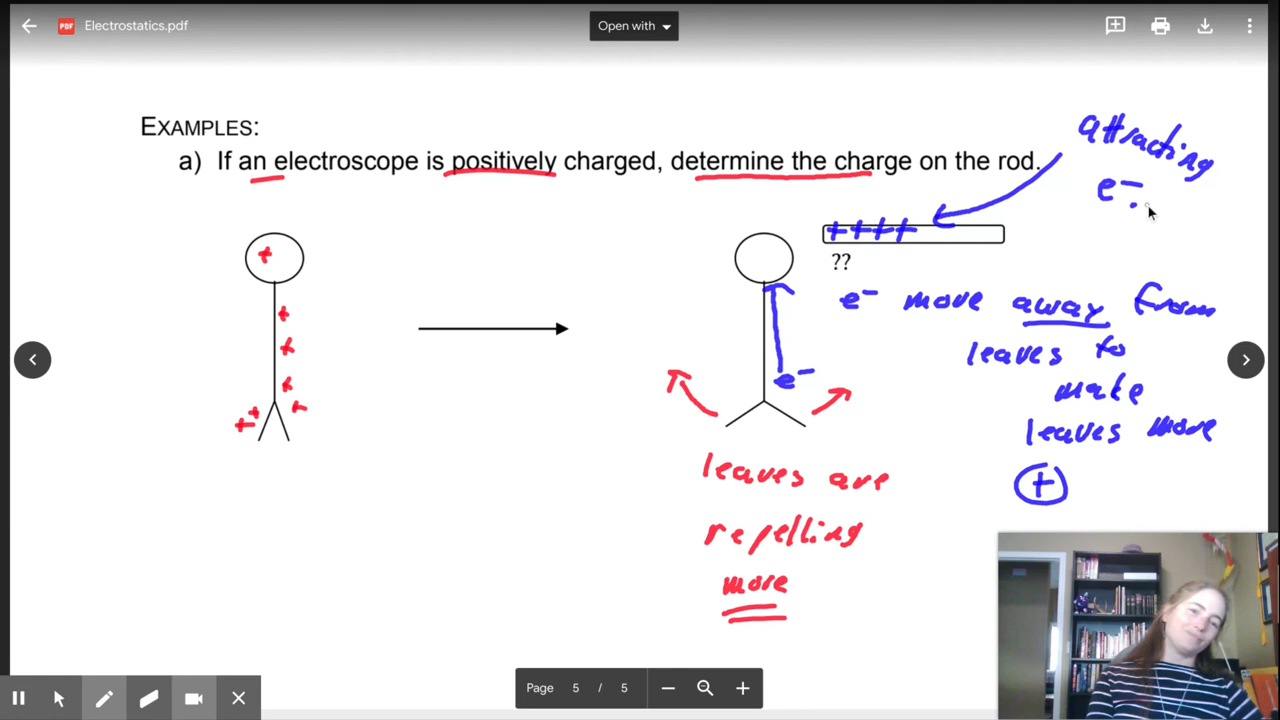 Electrostatics.pdf
Open with
EXAMPLES:
a) If an electroscope is positively charged, determine the charge on the rod.
attracting
e-
+ + + +
??
+
+
+
+
+ + +
e- move away from
leaves to
make
leaves more
+
e-
leaves are
repelling
more
Page 5 / 5